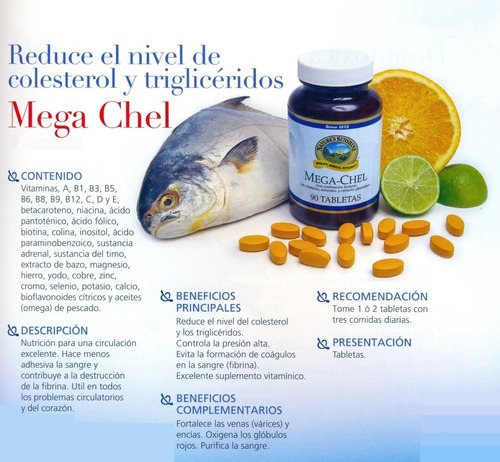 Reduce el nivel de
colesterol y triglicéridos
Mega Chel
Since 1972
NATURE'S SUNSHINE
MEGA-CHEL
90 TABLETAS
CONTENIDO
Vitaminas, A, B1, B3, B5,
B6, B8, B9, B12, C, D y E;
betacaroteno, niacina, ácido
pantoténico, ácido fólico,
biotina, colina, inositol, ácido
paraminobenzoico, sustancia
adrenal, sustancia del timo,
extracto de bazo, magnesio,
hierro, yodo, cobre, zinc,
cromo, selenio, potasio, calcio,
bioflavonoides cítricos y aceites
(omega) de pescado.
DESCRIPCIÓN
Nutrición para una circulación
excelente. Hace menos
adhesiva la sangre y
contribuye a la destrucción
de la fibrina. Util en todos
los problemas circulatorios
y del corazón.
BENEFICIOS
PRINCIPALES
Reduce el nivel del colesterol
y los triglicéridos.
Controla la presión alta.
Evita la formación de coágulos
en la sangre (fibrina).
Excelente suplemento vitamínico.
BENEFICIOS
COMPLEMENTARIOS
Fortalece las venas (várices) y
encías. Oxigena los glóbulos
rojos. Purifica la sangre.
RECOMENDACIÓN
Tome 1 ó 2 tabletas con
tres comidas diarias.
PRESENTACIÓN
Tabletas.